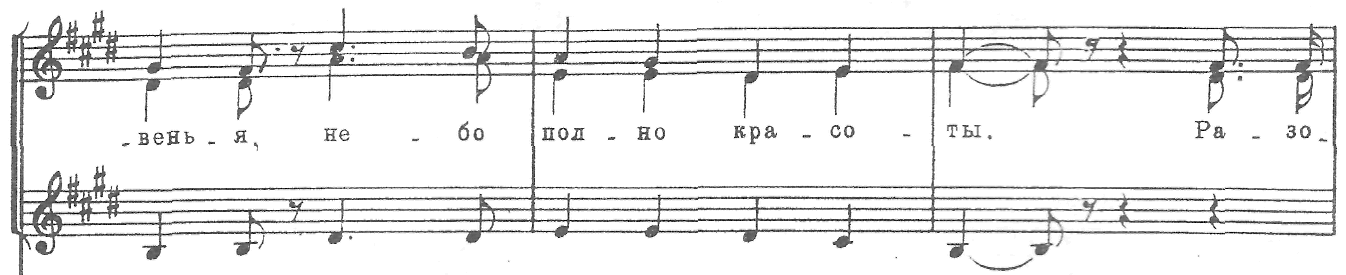 -вень-я, не - бо пол-но кра-со - ты. Ра - зо-